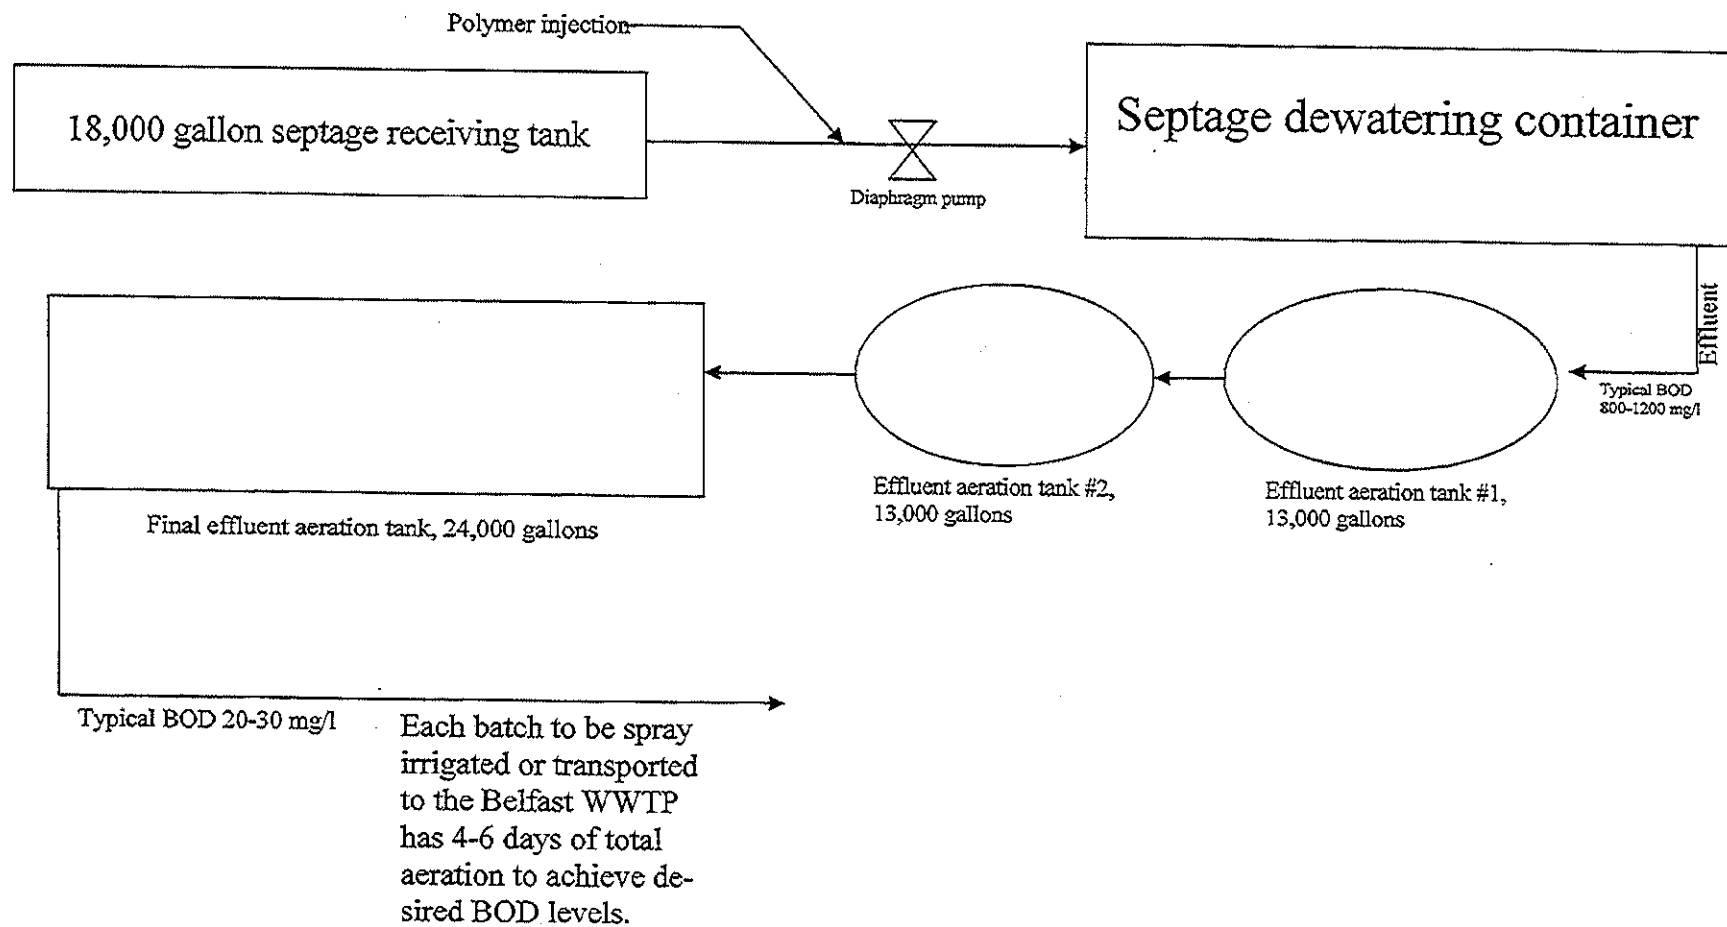 Polymer injection
18,000 gallon septage receiving tank
Septage dewatering container
Diaphragm pump
Effluent
Typical BOD
800-1200 mg/l
Effluent aeration tank #2,
13,000 gallons
Effluent aeration tank #1,
13,000 gallons
Final effluent aeration tank, 24,000 gallons
Typical BOD 20-30 mg/l
Each batch to be spray
irrigated or transported
to the Belfast WWTP
has 4-6 days of total
aeration to achieve de-
sired BOD levels.